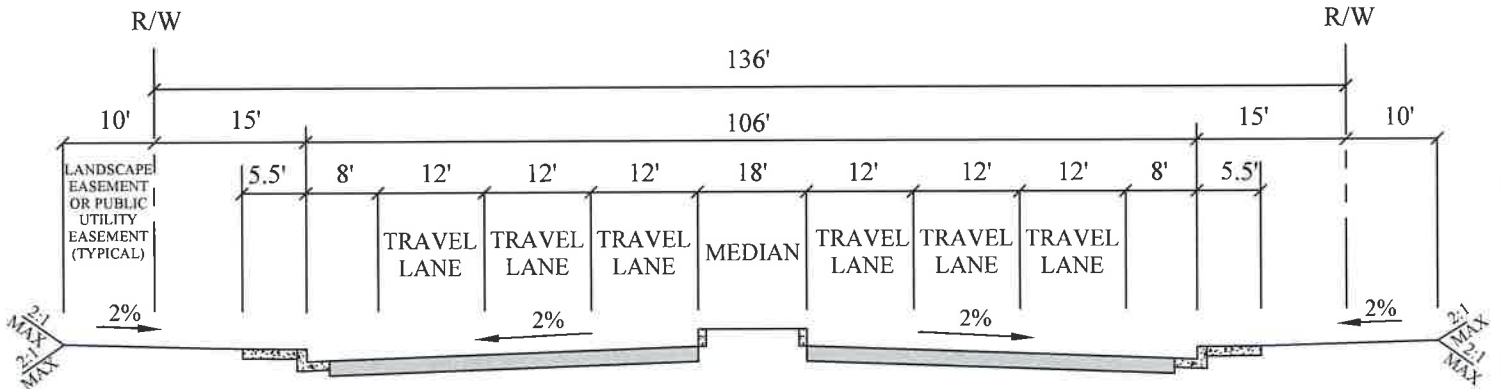 R/W
R/W
136'
10'
15'
106'
15'
10'
LANDSCAPE
EASEMENT
OR PUBLIC
UTILITY
EASEMENT
(TYPICAL)
5.5'
8'
12'
12'
12'
18'
12'
12'
12'
8'
5.5'
TRAVEL
LANE
TRAVEL
LANE
TRAVEL
LANE
MEDIAN
TRAVEL
LANE
TRAVEL
LANE
TRAVEL
LANE
2:1
MAX
2:1
MAX
2%
2%
2%
2%
2:1
MAX
2:1
MAX